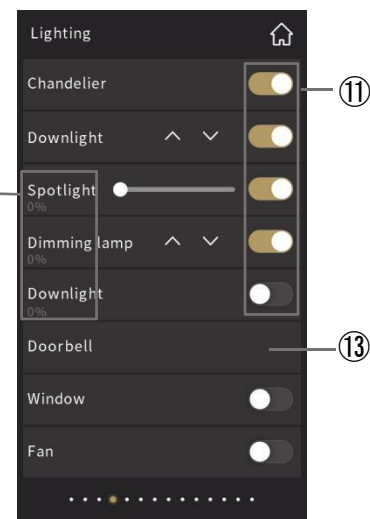 Lighting
Chandelier
⑪
Downlight
Spotlight
0%
Dimming lamp
0%
Downlight
0%
Doorbell
⑬
Window
Fan